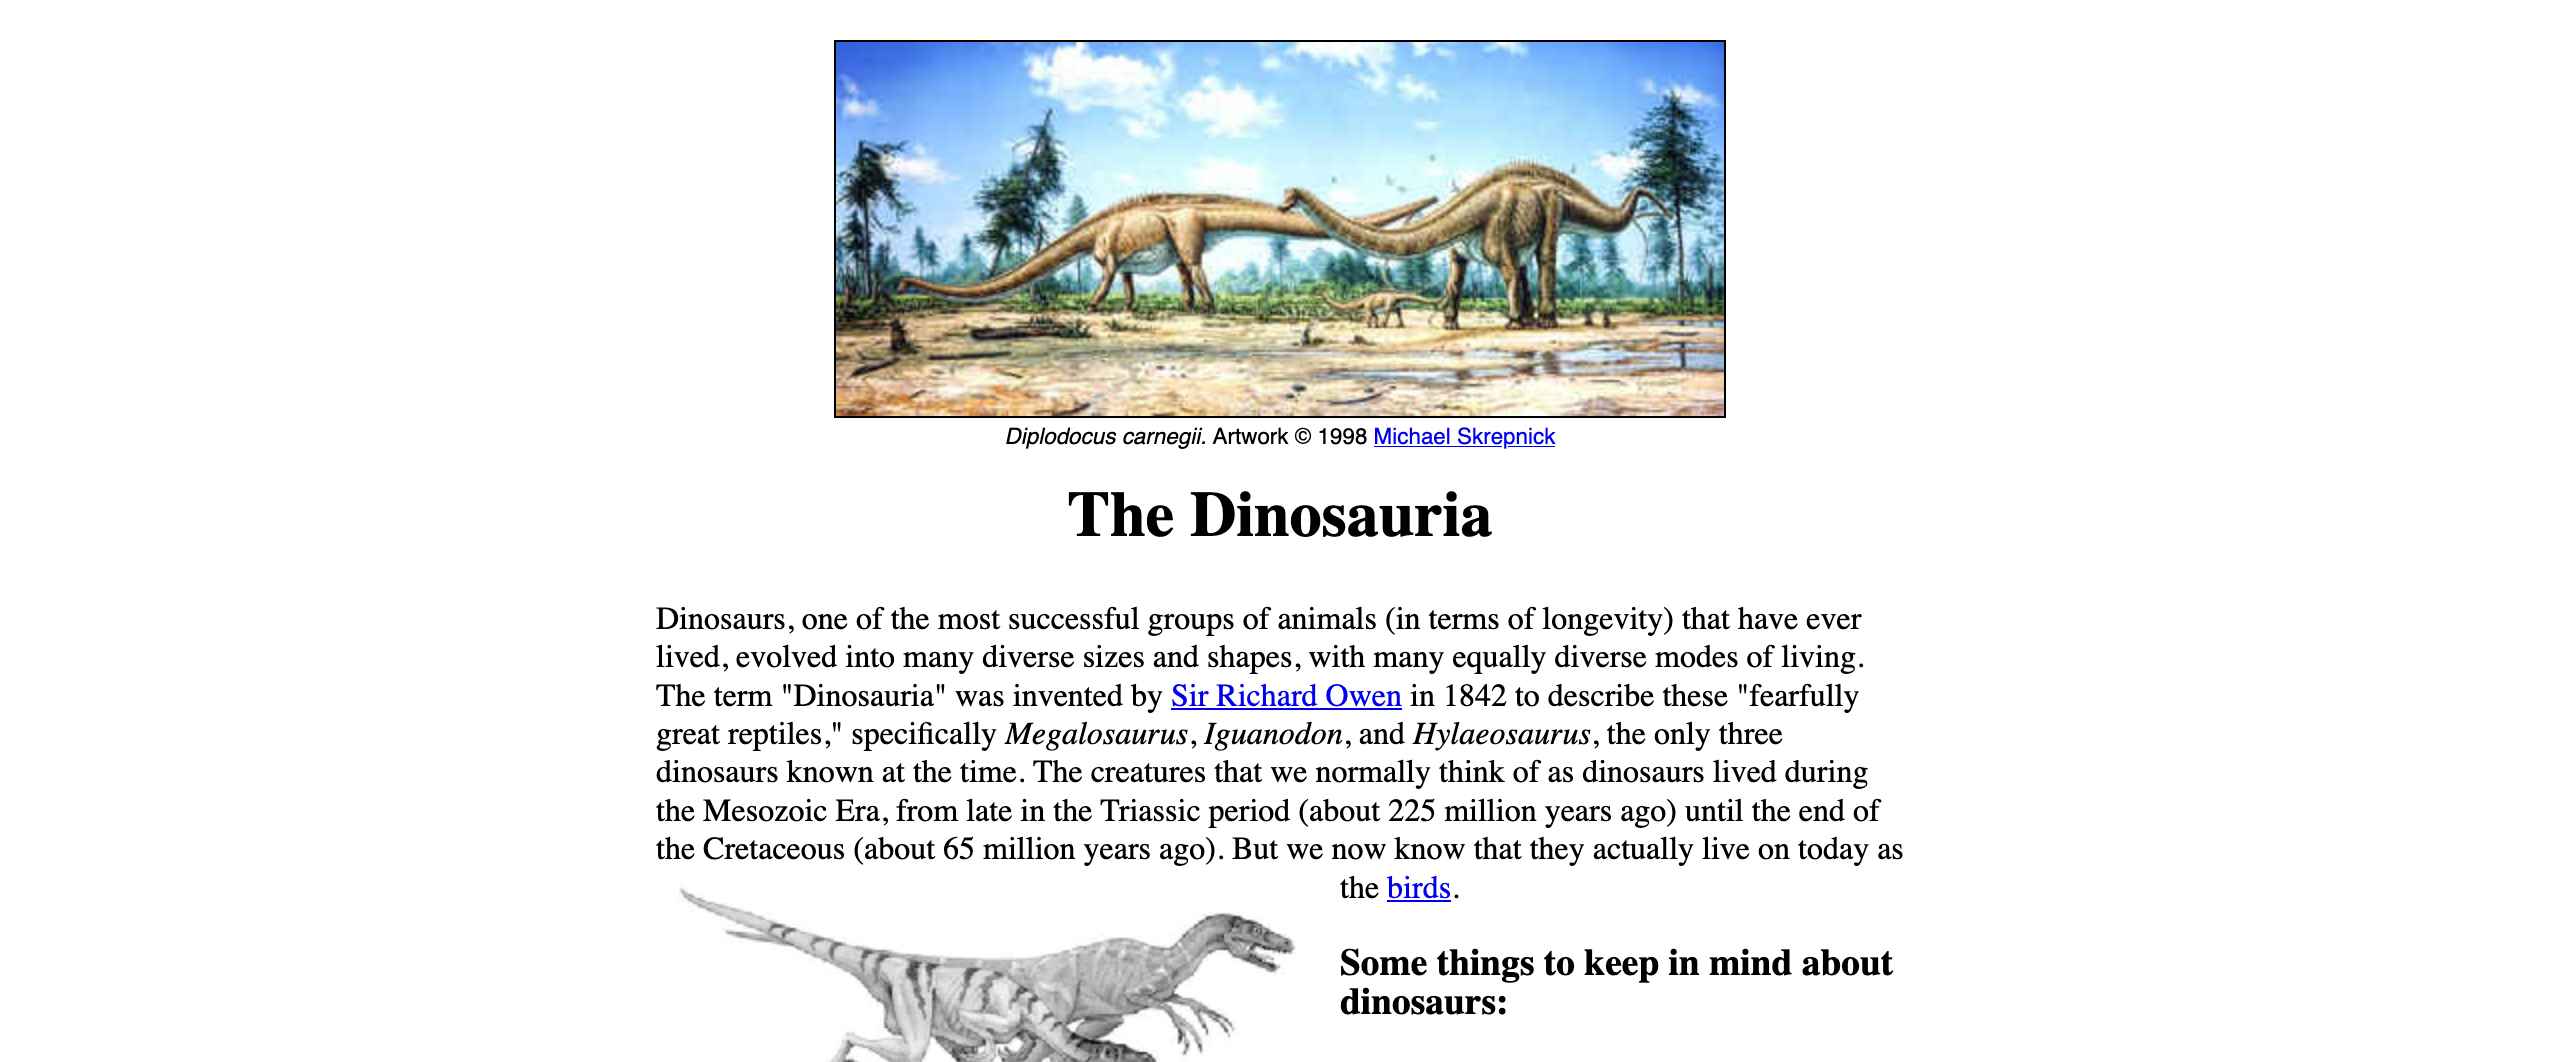 Diplodocus carnegii. Artwork © 1998 Michael Skrepnick
The Dinosauria
Dinosaurs, one of the most successful groups of animals (in terms of longevity) that have ever
lived, evolved into many diverse sizes and shapes, with many equally diverse modes of living.
The term "Dinosauria" was invented by Sir Richard Owen in 1842 to describe these "fearfully
great reptiles," specifically Megalosaurus, Iguanodon, and Hylaeosaurus, the only three
dinosaurs known at the time. The creatures that we normally think of as dinosaurs lived during
the Mesozoic Era, from late in the Triassic period (about 225 million years ago) until the end of
the Cretaceous (about 65 million years ago). But we now know that they actually live on today as
the birds.
Some things to keep in mind about
dinosaurs: